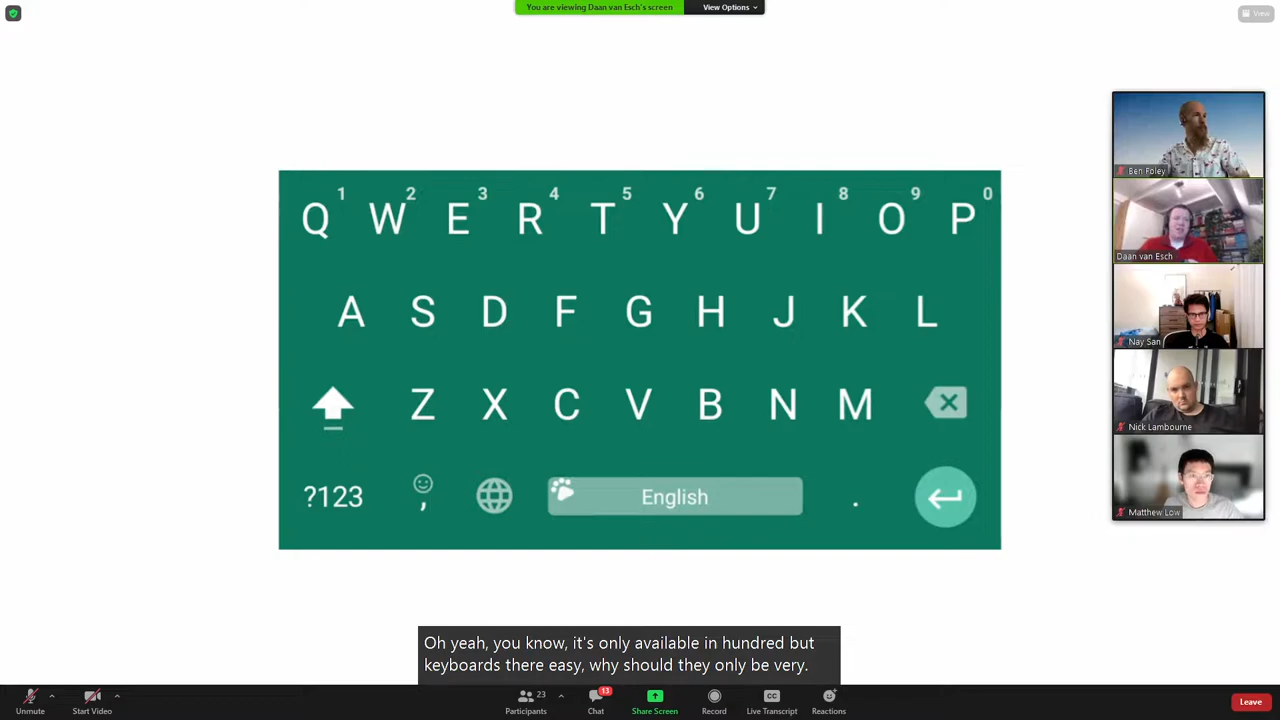 You are viewing Daan van Esch's screen
View Options
View
1 2 3 4 5 6 7 8 9 0
Q W E R T Y U I O P
A S D F G H J K L
Z X C V B N M
?123 , English .
Ben Foley
Daan van Esch
Nay San
Nick Lambourne
Matthew Low
Oh yeah, you know, it's only available in hundred but
keyboards there easy, why should they only be very.
Unmute
Start Video
23
Participants
13
Chat
Share Screen
Record
CC
Live Transcript
Reactions
Leave